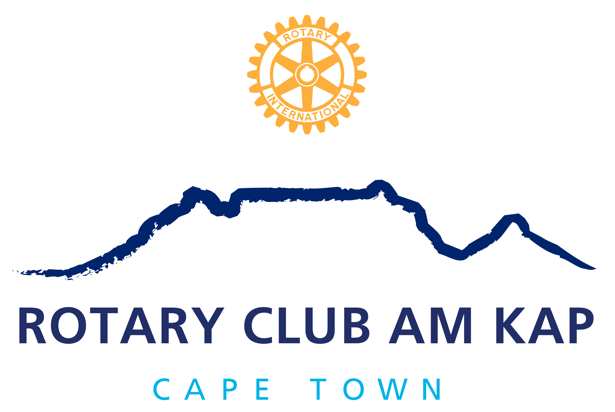 ROTARY
INTERNATIONAL
ROTARY CLUB AM KAP
CAPE TOWN